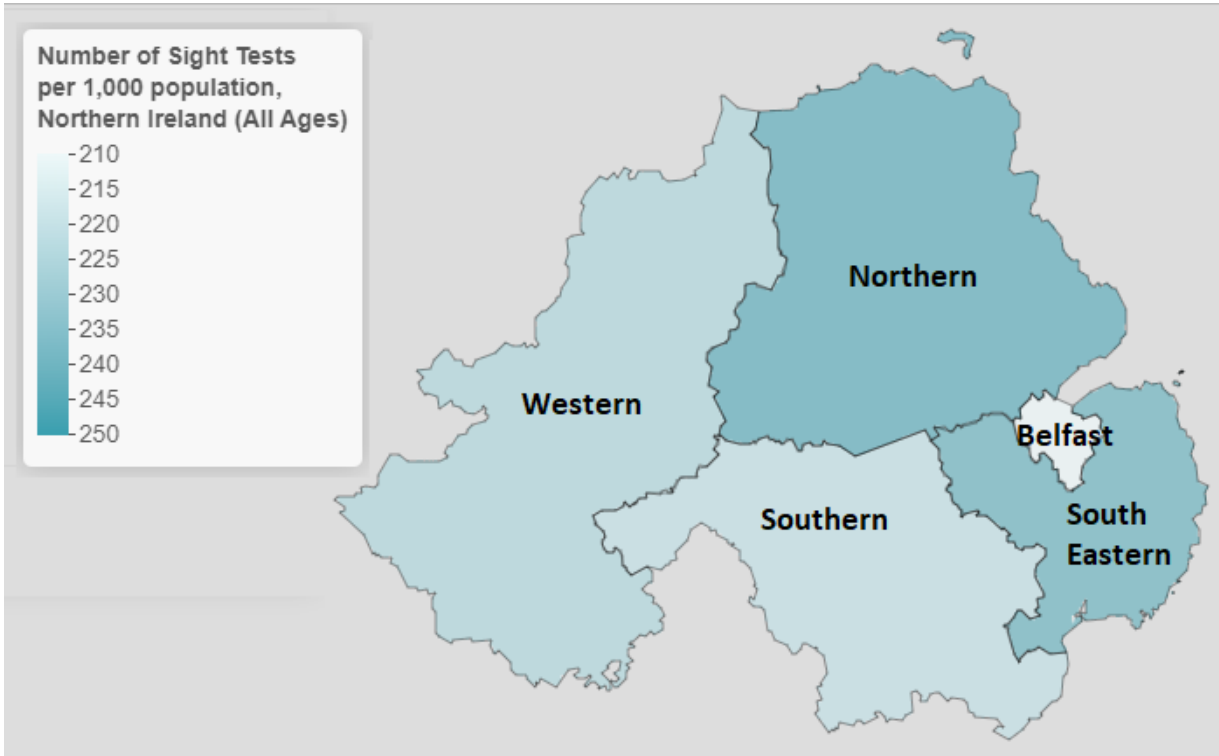 Number of Sight Tests
per 1,000 population,
Northern Ireland (All Ages)
210
215
220
225
230
235
240
245
250
Northern
Western
Belfast
Southern
South
Eastern